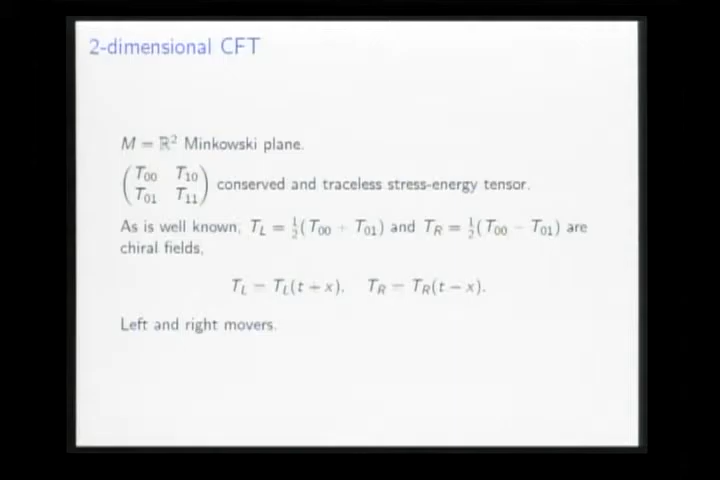 2-dimensional CFT
M = ℝ² Minkowski plane.
( T₀₀ T₁₀
T₀₁ T₁₁ ) conserved and traceless stress-energy tensor.
As is well known, T_L = ½(T₀₀ + T₀₁) and T_R = ½(T₀₀ − T₀₁) are
chiral fields,
T_L = T_L(t + x), T_R = T_R(t − x).
Left and right movers.